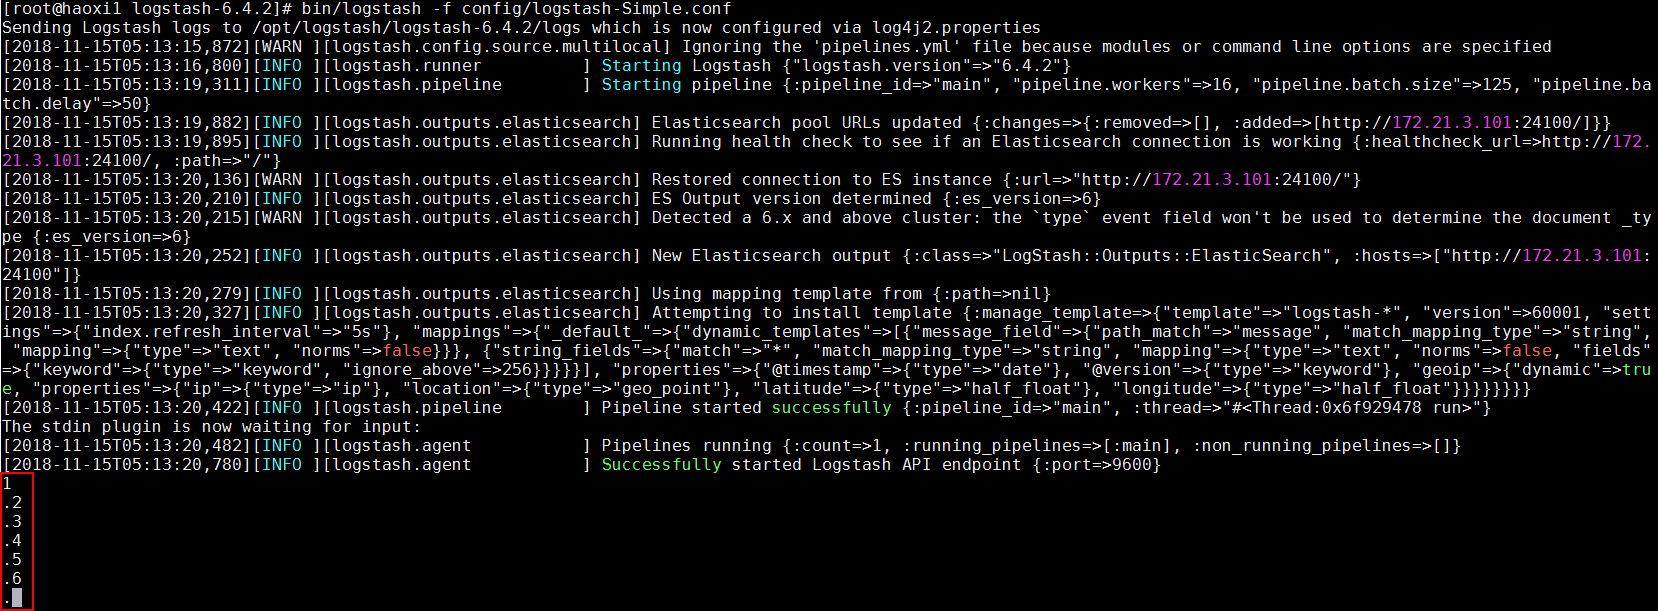 [root@haoxi1 logstash-6.4.2]# bin/logstash -f config/logstash-Simple.conf
Sending Logstash logs to /opt/logstash/logstash-6.4.2/logs which is now configured via log4j2.properties
[2018-11-15T05:13:15,872][WARN ][logstash.config.source.multilocal] Ignoring the 'pipelines.yml' file because modules or command line options are specified
[2018-11-15T05:13:16,800][INFO ][logstash.runner          ] Starting Logstash {"logstash.version"=>"6.4.2"}
[2018-11-15T05:13:19,311][INFO ][logstash.pipeline        ] Starting pipeline {:pipeline_id=>"main", "pipeline.workers"=>16, "pipeline.batch.size"=>125, "pipeline.ba
tch.delay"=>50}
[2018-11-15T05:13:19,882][INFO ][logstash.outputs.elasticsearch] Elasticsearch pool URLs updated {:changes=>{:removed=>[], :added=>[http://172.21.3.101:24100/]}}
[2018-11-15T05:13:19,895][INFO ][logstash.outputs.elasticsearch] Running health check to see if an Elasticsearch connection is working {:healthcheck_url=>http://172.
21.3.101:24100/, :path=>"/"}
[2018-11-15T05:13:20,136][WARN ][logstash.outputs.elasticsearch] Restored connection to ES instance {:url=>"http://172.21.3.101:24100/"}
[2018-11-15T05:13:20,210][INFO ][logstash.outputs.elasticsearch] ES Output version determined {:es_version=>6}
[2018-11-15T05:13:20,215][WARN ][logstash.outputs.elasticsearch] Detected a 6.x and above cluster: the `type` event field won't be used to determine the document _ty
pe {:es_version=>6}
[2018-11-15T05:13:20,252][INFO ][logstash.outputs.elasticsearch] New Elasticsearch output {:class=>"LogStash::Outputs::ElasticSearch", :hosts=>["http://172.21.3.101:
24100"]}
[2018-11-15T05:13:20,279][INFO ][logstash.outputs.elasticsearch] Using mapping template from {:path=>nil}
[2018-11-15T05:13:20,327][INFO ][logstash.outputs.elasticsearch] Attempting to install template {:manage_template=>{"template"=>"logstash-*", "version"=>60001, "sett
ings"=>{"index.refresh_interval"=>"5s"}, "mappings"=>{"_default_"=>{"dynamic_templates"=>[{"message_field"=>{"path_match"=>"message", "match_mapping_type"=>"string",
 "mapping"=>{"type"=>"text", "norms"=>false}}}, {"string_fields"=>{"match"=>"*", "match_mapping_type"=>"string", "mapping"=>{"type"=>"text", "norms"=>false, "fields"
=>{"keyword"=>{"type"=>"keyword", "ignore_above"=>256}}}}}], "properties"=>{"@timestamp"=>{"type"=>"date"}, "@version"=>{"type"=>"keyword"}, "geoip"=>{"dynamic"=>tru
e, "properties"=>{"ip"=>{"type"=>"ip"}, "location"=>{"type"=>"geo_point"}, "latitude"=>{"type"=>"half_float"}, "longitude"=>{"type"=>"half_float"}}}}}}}}
[2018-11-15T05:13:20,422][INFO ][logstash.pipeline        ] Pipeline started successfully {:pipeline_id=>"main", :thread=>"#<Thread:0x6f929478 run>"}
The stdin plugin is now waiting for input:
[2018-11-15T05:13:20,482][INFO ][logstash.agent           ] Pipelines running {:count=>1, :running_pipelines=>[:main], :non_running_pipelines=>[]}
[2018-11-15T05:13:20,780][INFO ][logstash.agent           ] Successfully started Logstash API endpoint {:port=>9600}
1
.2
.3
.4
.5
.6
.